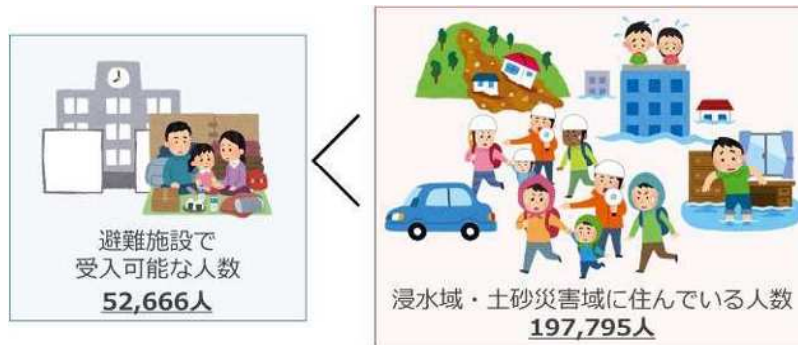 避難施設で
受入可能な人数
52,666人
浸水域・土砂災害域に住んでいる人数
197,795人